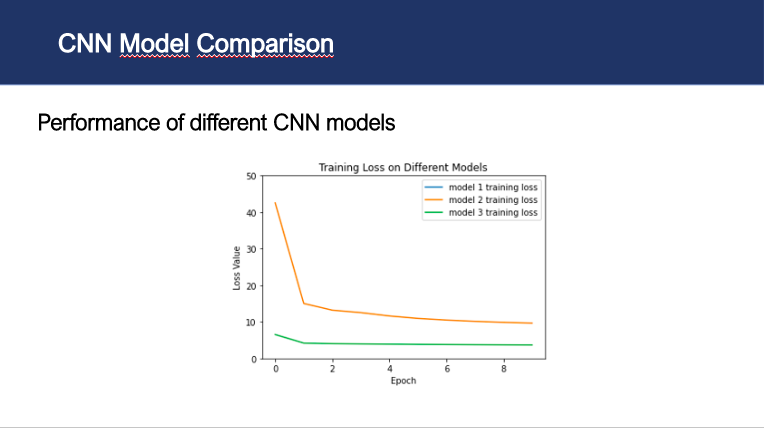 CNN Model Comparison
Performance of different CNN models
Training Loss on Different Models
model 1 training loss
model 2 training loss
model 3 training loss
50
40
30
20
10
0
Loss Value
0 2 4 6 8
Epoch